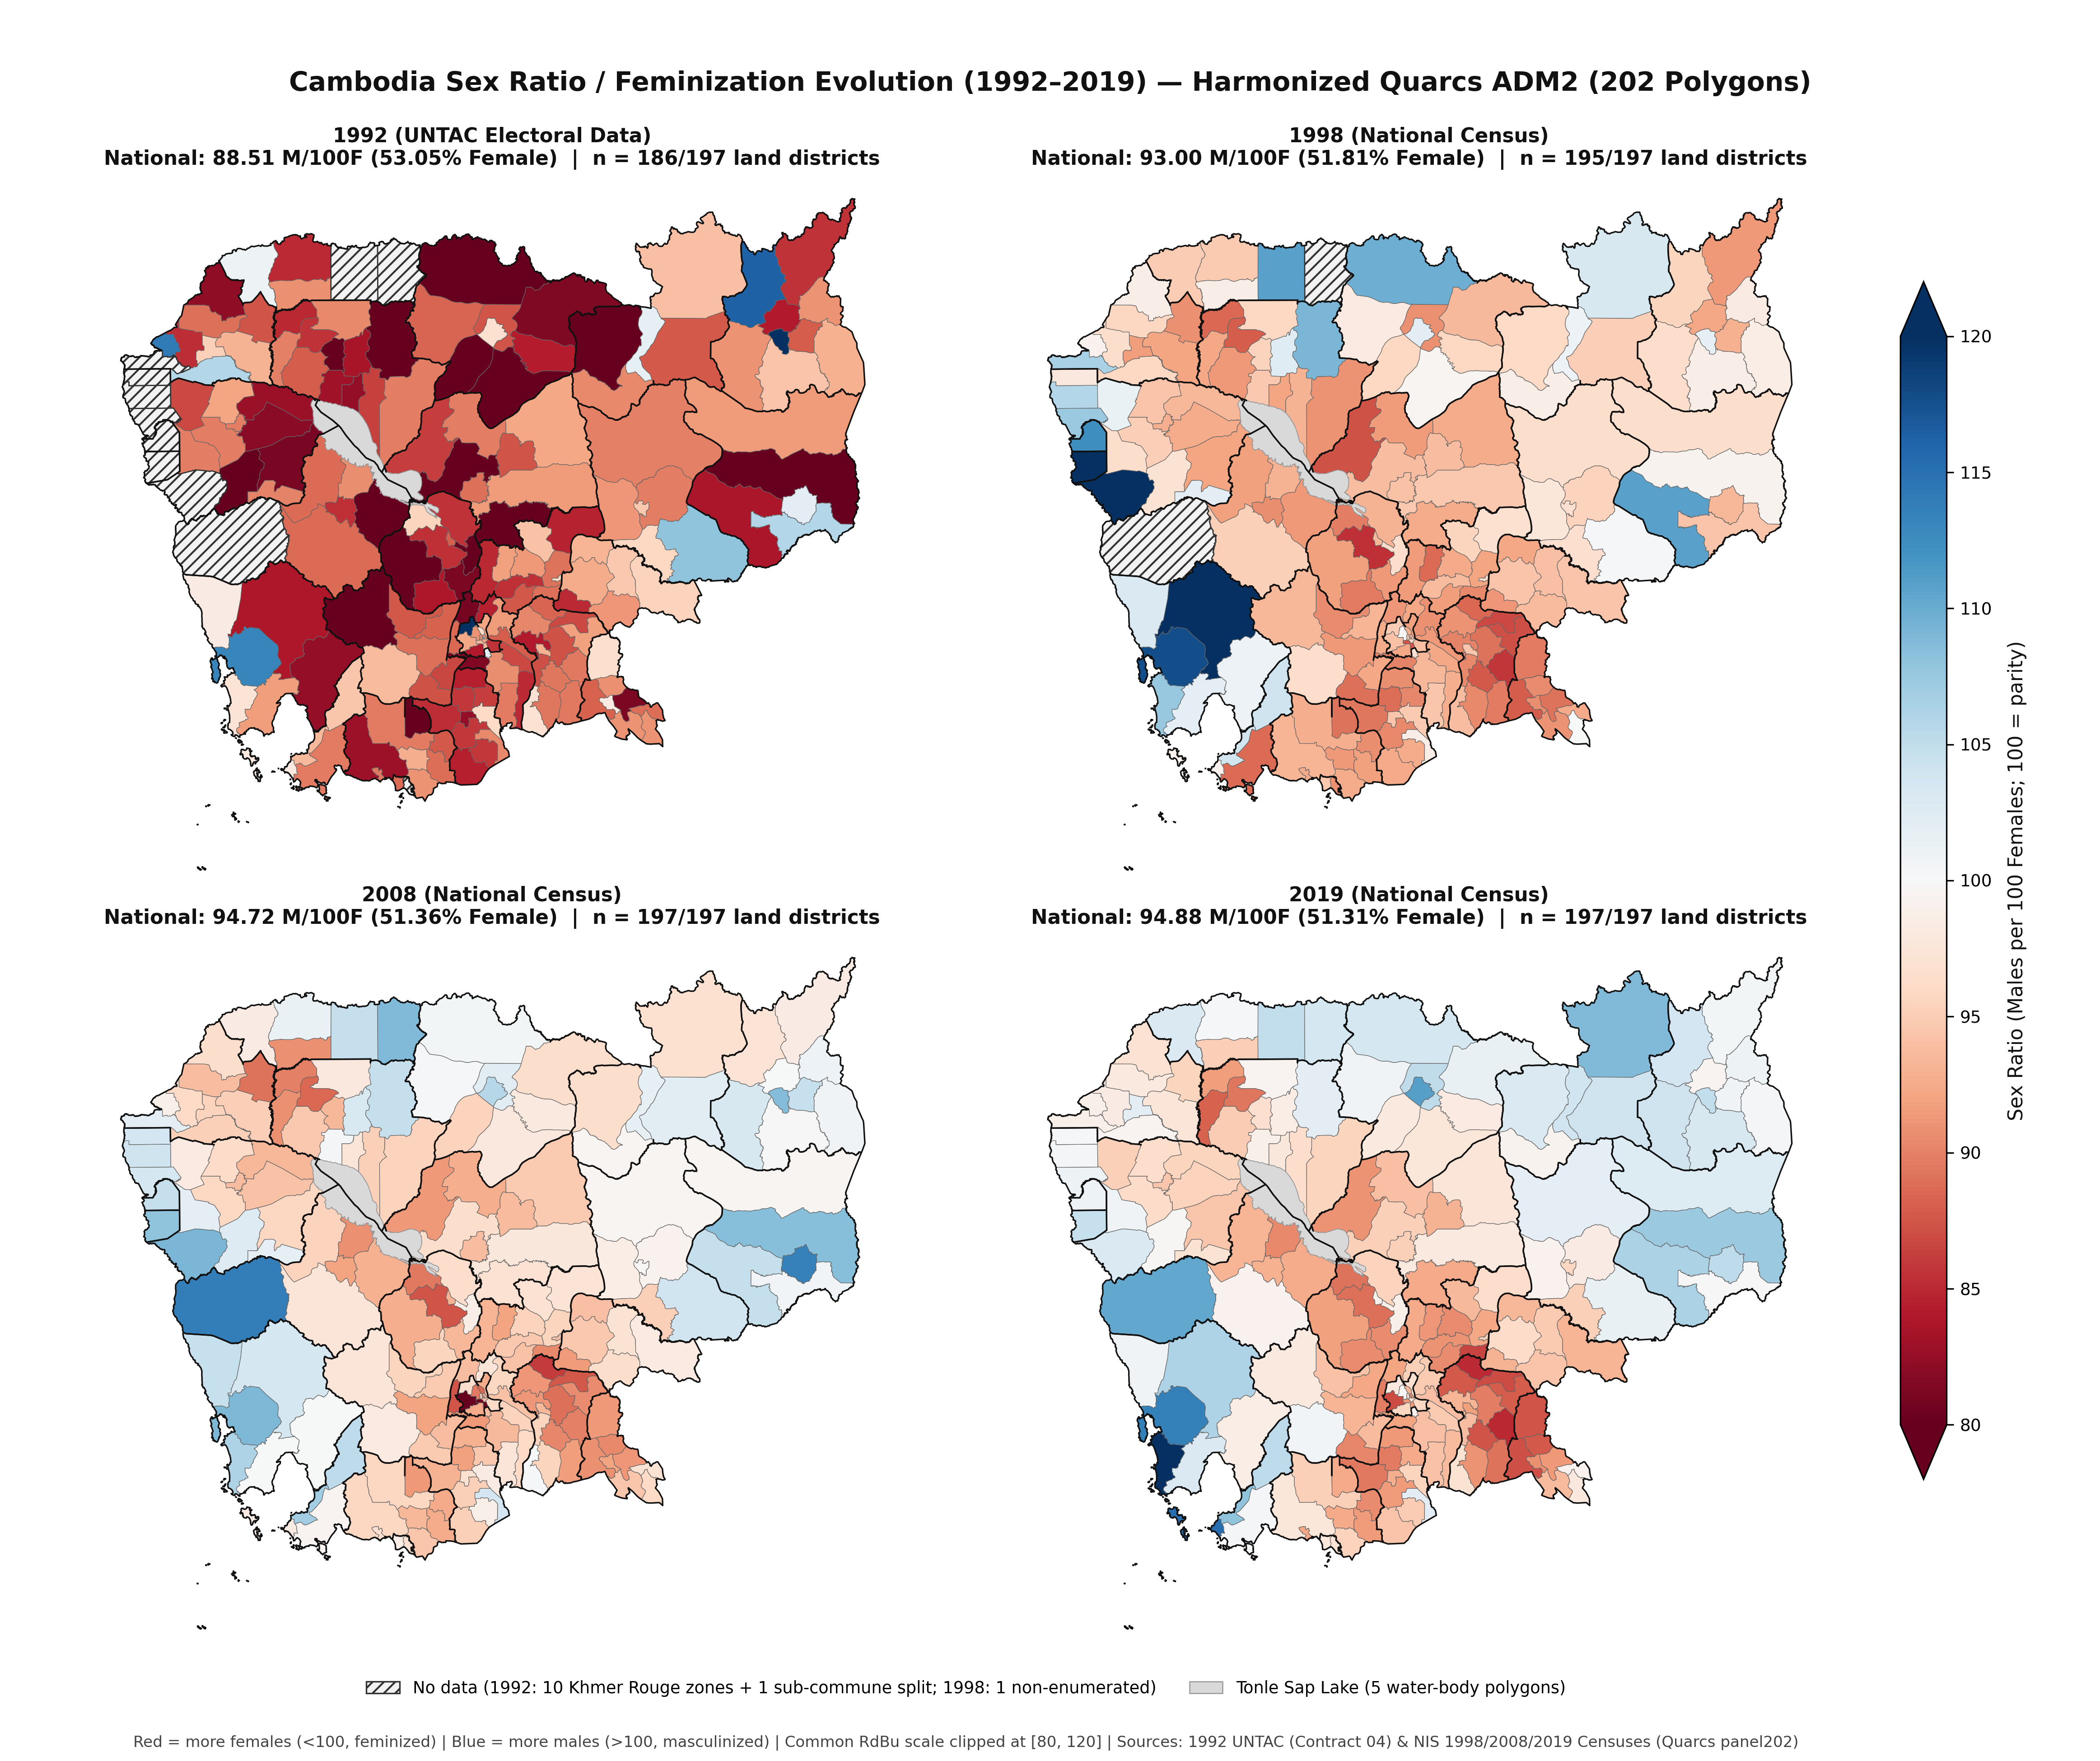 Cambodia Sex Ratio / Feminization Evolution (1992–2019) — Harmonized Quarcs ADM2 (202 Polygons)
1992 (UNTAC Electoral Data)
National: 88.51 M/100F (53.05% Female) | n = 186/197 land districts
1998 (National Census)
National: 93.00 M/100F (51.81% Female) | n = 195/197 land districts
2008 (National Census)
National: 94.72 M/100F (51.36% Female) | n = 197/197 land districts
2019 (National Census)
National: 94.88 M/100F (51.31% Female) | n = 197/197 land districts
120
115
110
105
100
95
90
85
80
Sex Ratio (Males per 100 Females; 100 = parity)
No data (1992: 10 Khmer Rouge zones + 1 sub-commune split; 1998: 1 non-enumerated)
Tonle Sap Lake (5 water-body polygons)
Red = more females (<100, feminized) | Blue = more males (>100, masculinized) | Common RdBu scale clipped at [80, 120] | Sources: 1992 UNTAC (Contract 04) & NIS 1998/2008/2019 Censuses (Quarcs panel202)